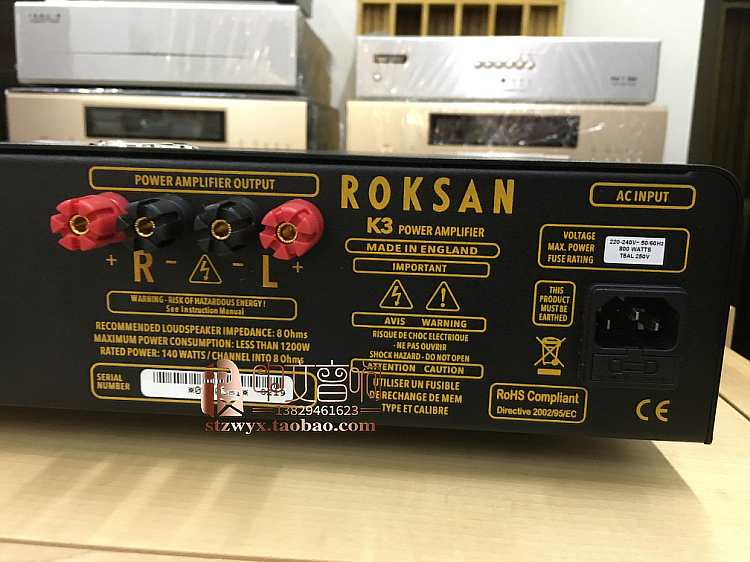 POWER AMPLIFIER OUTPUT
ROKSAN
K3 POWER AMPLIFIER
MADE IN ENGLAND
AC INPUT
VOLTAGE
MAX. POWER
FUSE RATING
220-240V~ 50/60Hz
800 WATTS
T5AL 250V
+ R - - L +
WARNING - RISK OF HAZARDOUS ENERGY!
See Instruction Manual
RECOMMENDED LOUDSPEAKER IMPEDANCE: 8 Ohms
MAXIMUM POWER CONSUMPTION: LESS THAN 1200W
RATED POWER: 140 WATTS / CHANNEL INTO 8 Ohms
SERIAL
NUMBER
IMPORTANT
AVIS WARNING
RISQUE DE CHOC ELECTRIQUE
- NE PAS OUVRIR
SHOCK HAZARD - DO NOT OPEN
ATTENTION CAUTION
UTILISER UN FUSIBLE
DE RECHANGE DE MEM
TYPE ET CALIBRE
THIS
PRODUCT
MUST BE
EARTHED
RoHS Compliant
Directive 2002/95/EC
CE
13829461623
stzwyx.taobao.com